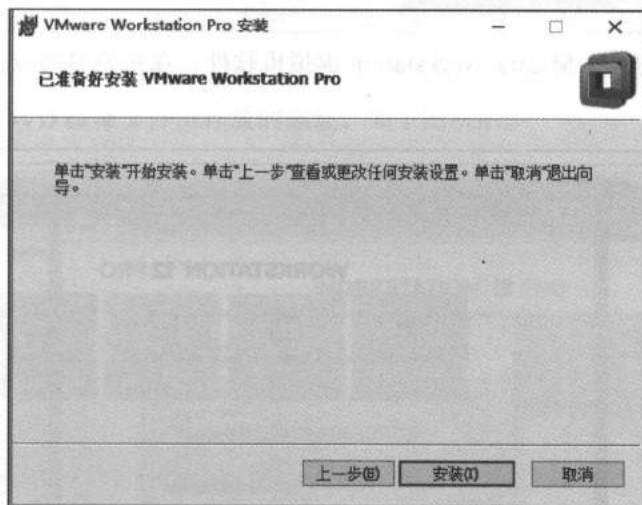 VMware Workstation Pro 安装
已准备好安装 VMware Workstation Pro
单击"安装"开始安装。单击"上一步"查看或更改任何安装设置。单击"取消"退出向
导。
上一步(B)
安装(I)
取消